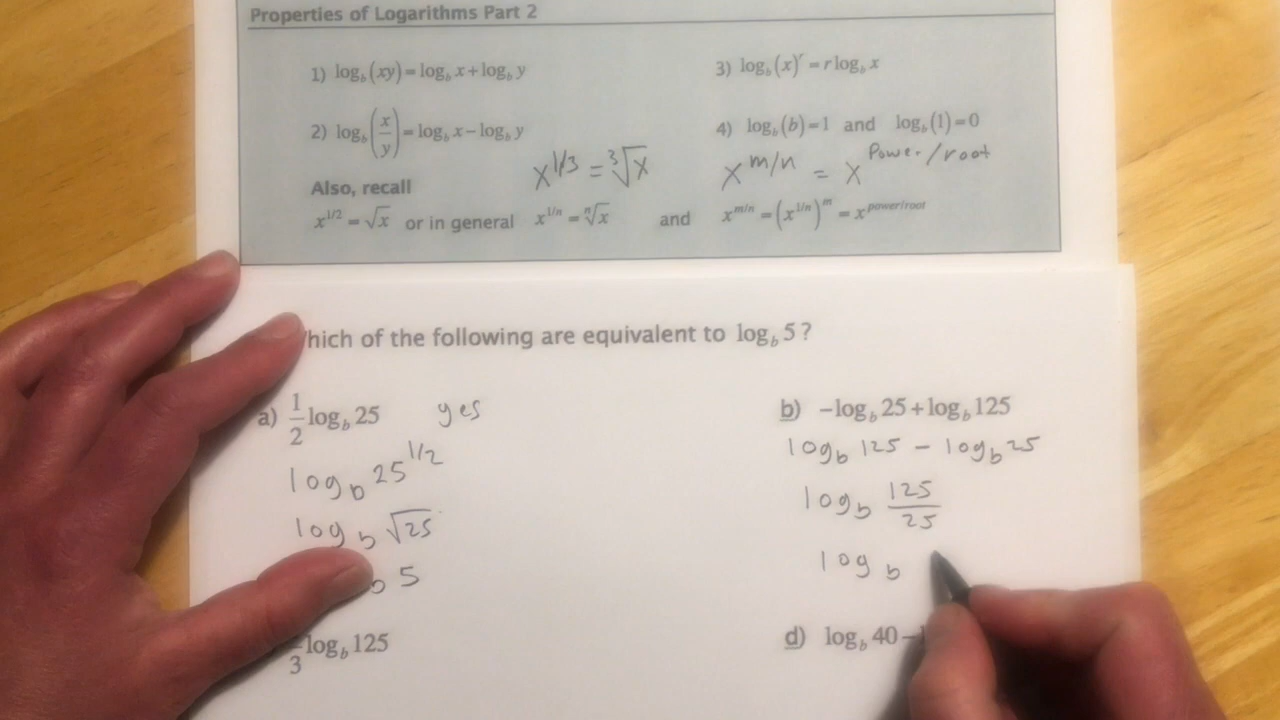 Properties of Logarithms Part 2
1) log_b(xy)=log_b x+log_b y
3) log_b(x)^r=r log_b x
2) log_b(x/y)=log_b x−log_b y
4) log_b(b)=1 and log_b(1)=0
x^1/3 = ∛x
x^m/n = x^Power/root
Also, recall
x^1/2=√x or in general x^1/n=ⁿ√x and x^m/n=(x^1/n)^m=x^power/root
hich of the following are equivalent to log_b 5?
a) 1/2 log_b 25 yes
log_b 25^1/2
log_b √25
b 5
b) −log_b 25+log_b 125
log_b 125 − log_b 25
log_b 125/25
log_b
3 log_b 125
d) log_b 40−